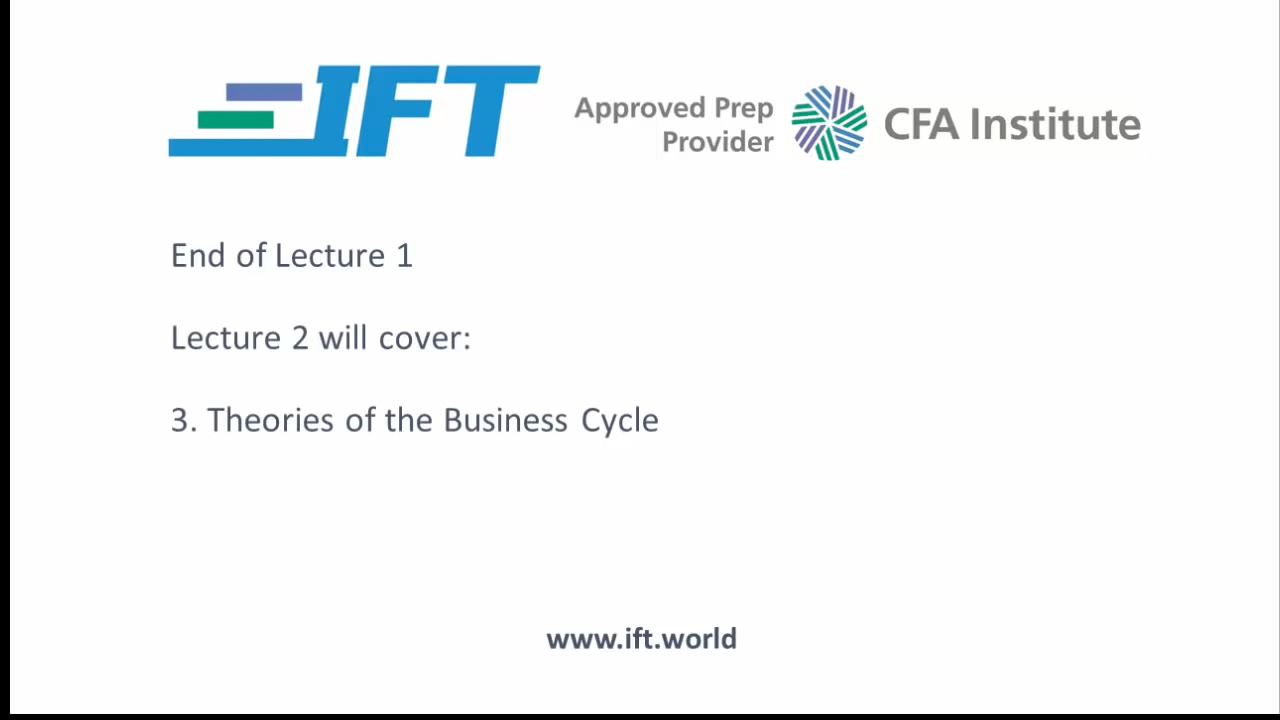 IFT
Approved Prep
Provider
CFA Institute
End of Lecture 1
Lecture 2 will cover:
3. Theories of the Business Cycle
www.ift.world